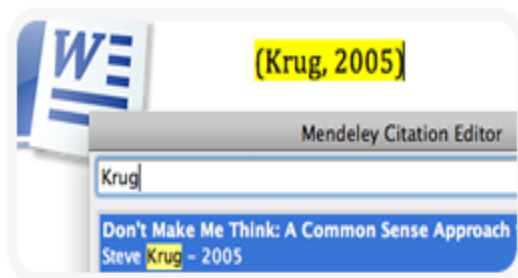 W
(Krug, 2005)
Mendeley Citation Editor
Krug
Don't Make Me Think: A Common Sense Approach
Steve Krug – 2005